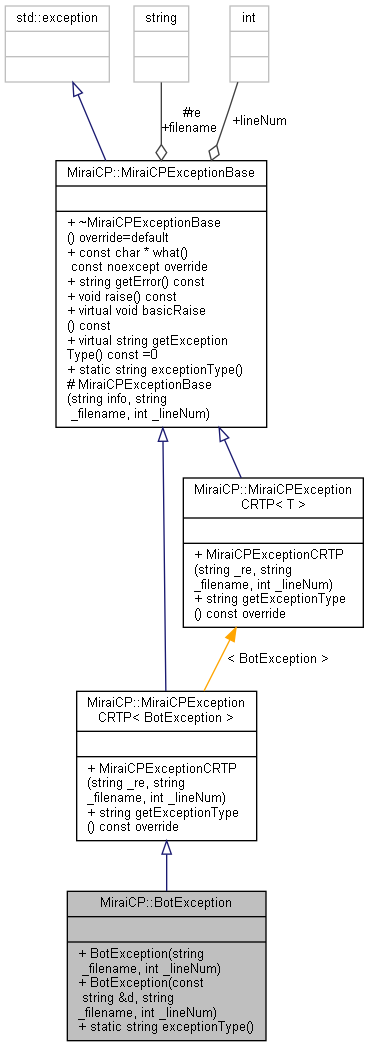 std::exception
string
int
#re
+filename
+lineNum
MiraiCP::MiraiCPExceptionBase
+ ~MiraiCPExceptionBase
() override=default
+ const char * what()
const noexcept override
+ string getError() const
+ void raise() const
+ virtual void basicRaise
() const
+ virtual string getException
Type() const =0
+ static string exceptionType()
# MiraiCPExceptionBase
(string info, string
_filename, int _lineNum)
MiraiCP::MiraiCPException
CRTP< T >
+ MiraiCPExceptionCRTP
(string _re, string
_filename, int _lineNum)
+ string getExceptionType
() const override
< BotException >
MiraiCP::MiraiCPException
CRTP< BotException >
+ MiraiCPExceptionCRTP
(string _re, string
_filename, int _lineNum)
+ string getExceptionType
() const override
MiraiCP::BotException
+ BotException(string
_filename, int _lineNum)
+ BotException(const
string &d, string
_filename, int _lineNum)
+ static string exceptionType()